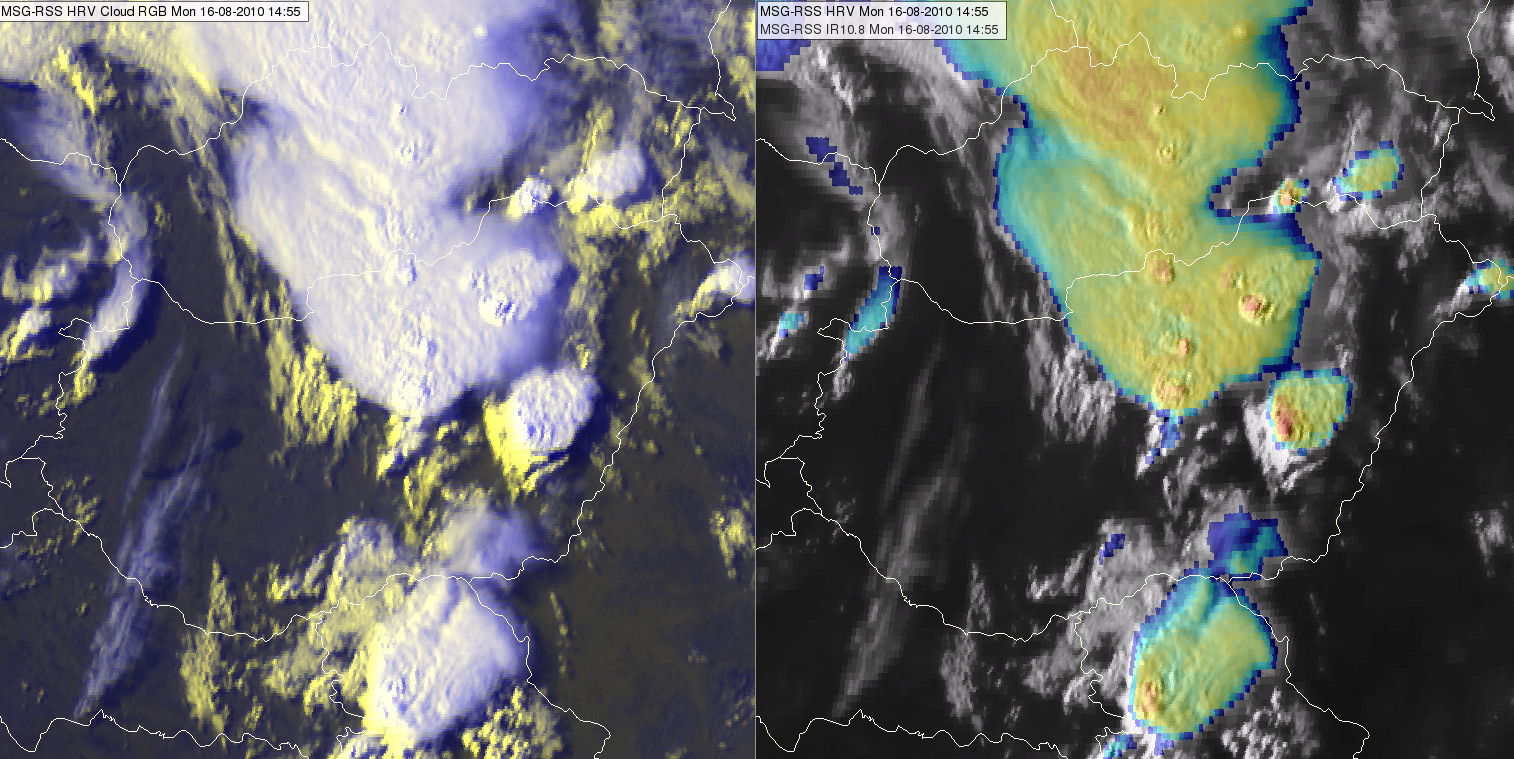 MSG-RSS HRV Cloud RGB Mon 16-08-2010 14:55
MSG-RSS HRV Mon 16-08-2010 14:55
MSG-RSS IR10.8 Mon 16-08-2010 14:55